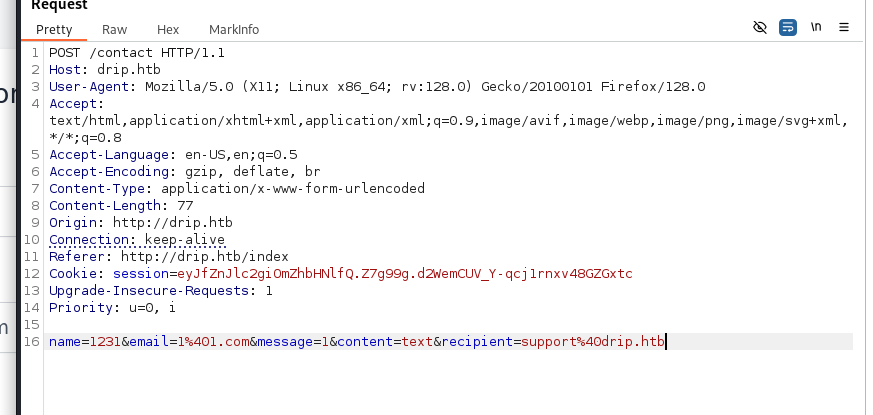 Request
Pretty Raw Hex MarkInfo \n
1 POST /contact HTTP/1.1
2 Host: drip.htb
3 User-Agent: Mozilla/5.0 (X11; Linux x86_64; rv:128.0) Gecko/20100101 Firefox/128.0
4 Accept:
text/html,application/xhtml+xml,application/xml;q=0.9,image/avif,image/webp,image/png,image/svg+xml,
*/*;q=0.8
5 Accept-Language: en-US,en;q=0.5
6 Accept-Encoding: gzip, deflate, br
7 Content-Type: application/x-www-form-urlencoded
8 Content-Length: 77
9 Origin: http://drip.htb
10 Connection: keep-alive
11 Referer: http://drip.htb/index
12 Cookie: session=eyJfZnJlc2giOmZhbHNlfQ.Z7g99g.d2WemCUV_Y-qcj1rnxv48GZGxtc
13 Upgrade-Insecure-Requests: 1
14 Priority: u=0, i
15
16 name=1231&email=1%401.com&message=1&content=text&recipient=support%40drip.htb